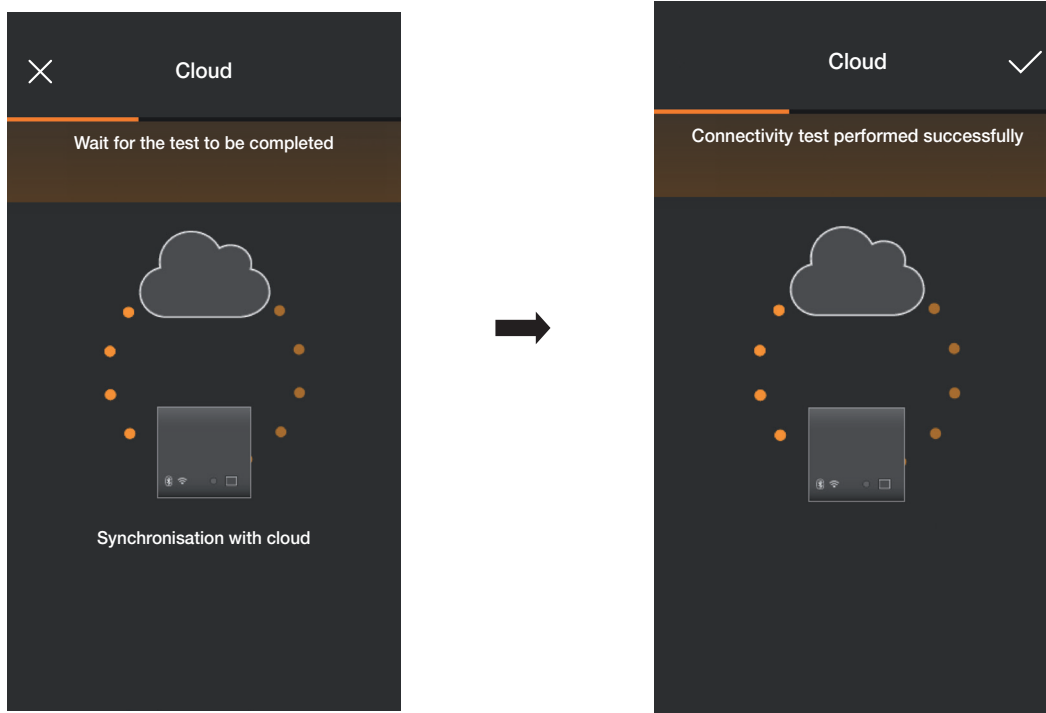 Cloud
Wait for the test to be completed
Synchronisation with cloud
Cloud
Connectivity test performed successfully